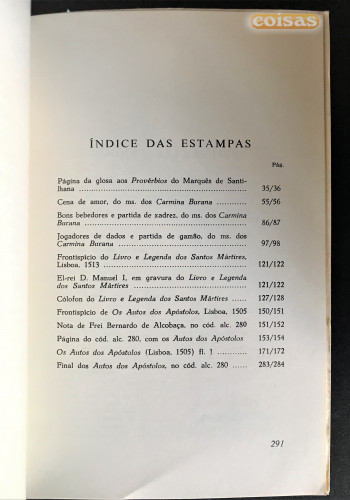 coisas
ÍNDICE DAS ESTAMPAS
Pág.
Página da glosa aos Provérbios do Marquês de Santi-
lhana ................................................ 35/36
Cena de amor, do ms. dos Carmina Burana ........... 55/56
Bons bebedores e partida de xadrez, do ms. dos Carmina
Burana ............................................... 86/87
Jogadores de dados e partida de gamão, do ms. dos
Carmina Burana ....................................... 97/98
Frontispício do Livro e Legenda dos Santos Mártires,
Lisboa, 1513 ......................................... 121/122
El-rei D. Manuel I, em gravura do Livro e Legenda
dos Santos Mártires .................................. 121/122
Cólofon do Livro e Legenda dos Santos Mártires ...... 127/128
Frontispício de Os Autos dos Apóstolos, Lisboa, 1505 150/151
Nota de Frei Bernardo de Alcobaça, no cód. alc. 280 151/152
Página do cód. alc. 280, com os Autos dos Apóstolos 153/154
Os Autos dos Apóstolos (Lisboa, 1505) fl. 1 ......... 171/172
Final dos Autos dos Apóstolos, no cód. alc. 280 ...... 283/284
291